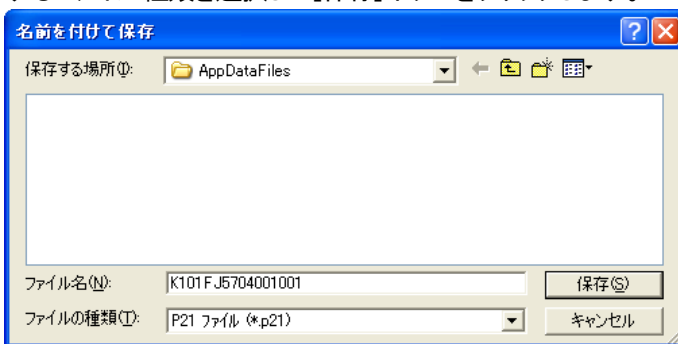 名前を付けて保存
保存する場所(I):
AppDataFiles
ファイル名(N):
K101FJ5704001001
保存(S)
ファイルの種類(T):
P21 ファイル (*.p21)
キャンセル